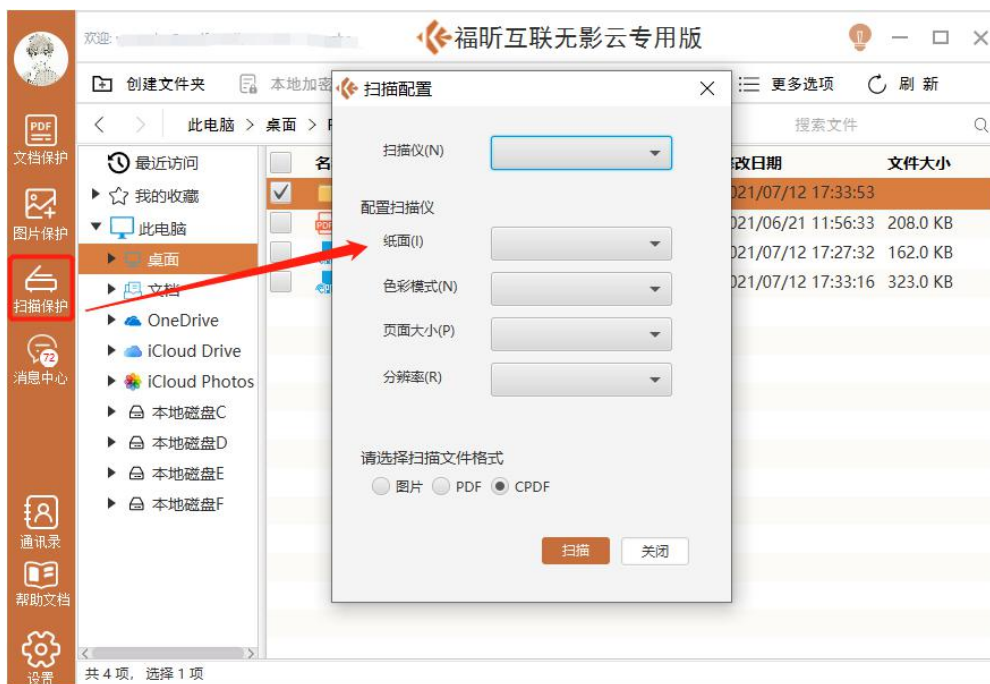 欢迎:
福昕互联无影云专用版
创建文件夹
本地加密
更多选项
刷 新
此电脑 > 桌面 >
搜索文件
文档保护
图片保护
扫描保护
72
消息中心
通讯录
帮助文档
设置
最近访问
我的收藏
此电脑
桌面
文档
OneDrive
iCloud Drive
iCloud Photos
本地磁盘C
本地磁盘D
本地磁盘E
本地磁盘F
名
修改日期 文件大小
2021/07/12 17:33:53
2021/06/21 11:56:33 208.0 KB
2021/07/12 17:27:32 162.0 KB
2021/07/12 17:33:16 323.0 KB
扫描配置
扫描仪(N)
配置扫描仪
纸面(I)
色彩模式(N)
页面大小(P)
分辨率(R)
请选择扫描文件格式
图片 PDF CPDF
扫描 关闭
共 4 项, 选择 1 项
PDF